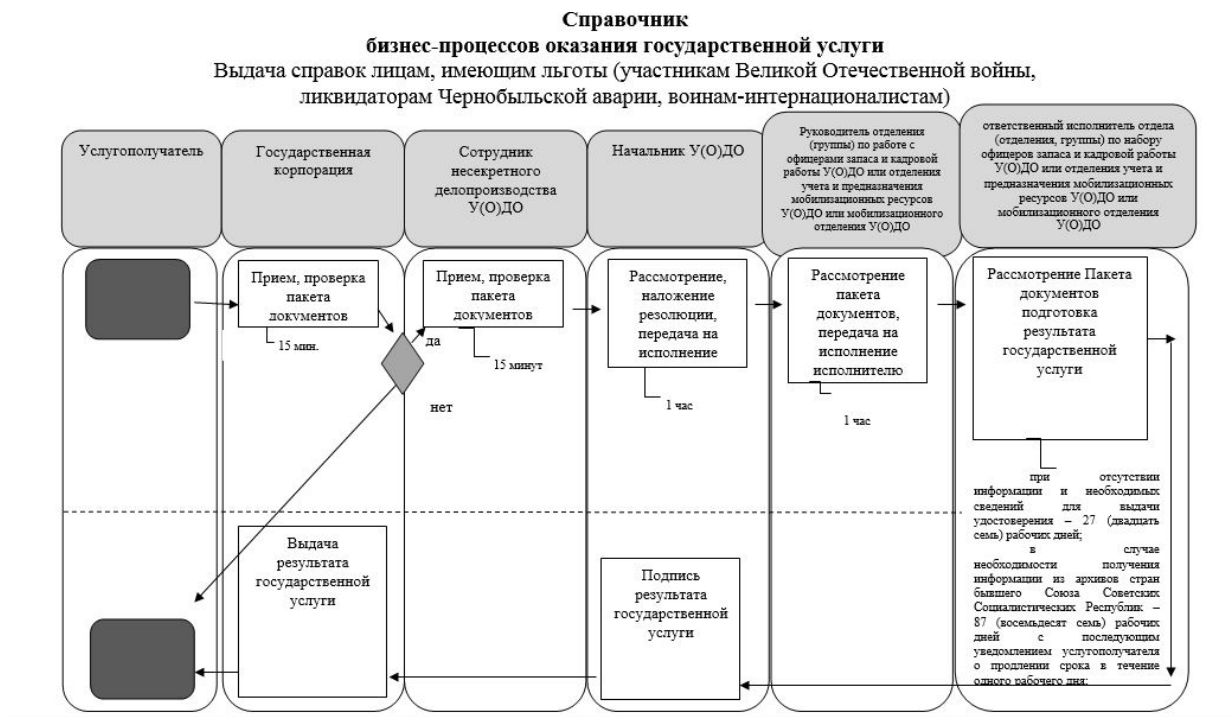 Справочник
бизнес-процессов оказания государственной услуги
Выдача справок лицам, имеющим льготы (участникам Великой Отечественной войны,
ликвидаторам Чернобыльской аварии, воинам-интернационалистам)
Услугополучатель
Государственная
корпорация
Сотрудник
несекретного
делопроизводства
У(О)ДО
Начальник У(О)ДО
Руководитель отделения
(группы) по работе с
офицерами запаса и кадровой
работы У(О)ДО или отделения
учета и предназначения
мобилизационных ресурсов
У(О)ДО или мобилизационного
отделения У(О)ДО
ответственный исполнитель отдела
(отделения, группы) по набору
офицеров запаса и кадровой работы
У(О)ДО или отделения учета и
предназначения мобилизационных
ресурсов У(О)ДО или
мобилизационного отделения
У(О)ДО
Прием, проверка
пакета
документов
15 мин.
да
нет
Прием, проверка
пакета
документов
15 минут
Рассмотрение,
наложение
резолюции,
передача на
исполнение
1 час
Рассмотрение
пакета
документов,
передача на
исполнение
исполнителю
1 час
Рассмотрение Пакета
документов
подготовка
результата
государственной
услуги
при отсутствии
информации и необходимых
сведений для выдачи
удостоверения – 27 (двадцать
семь) рабочих дней;
в случае
необходимости получения
информации из архивов стран
бывшего Союза Советских
Социалистических Республик –
87 (восемьдесят семь) рабочих
дней с последующим
уведомлением услугополучателя
о продлении срока в течение
одного рабочего дня;
Выдача
результата
государственной
услуги
Подпись
результата
государственной
услуги